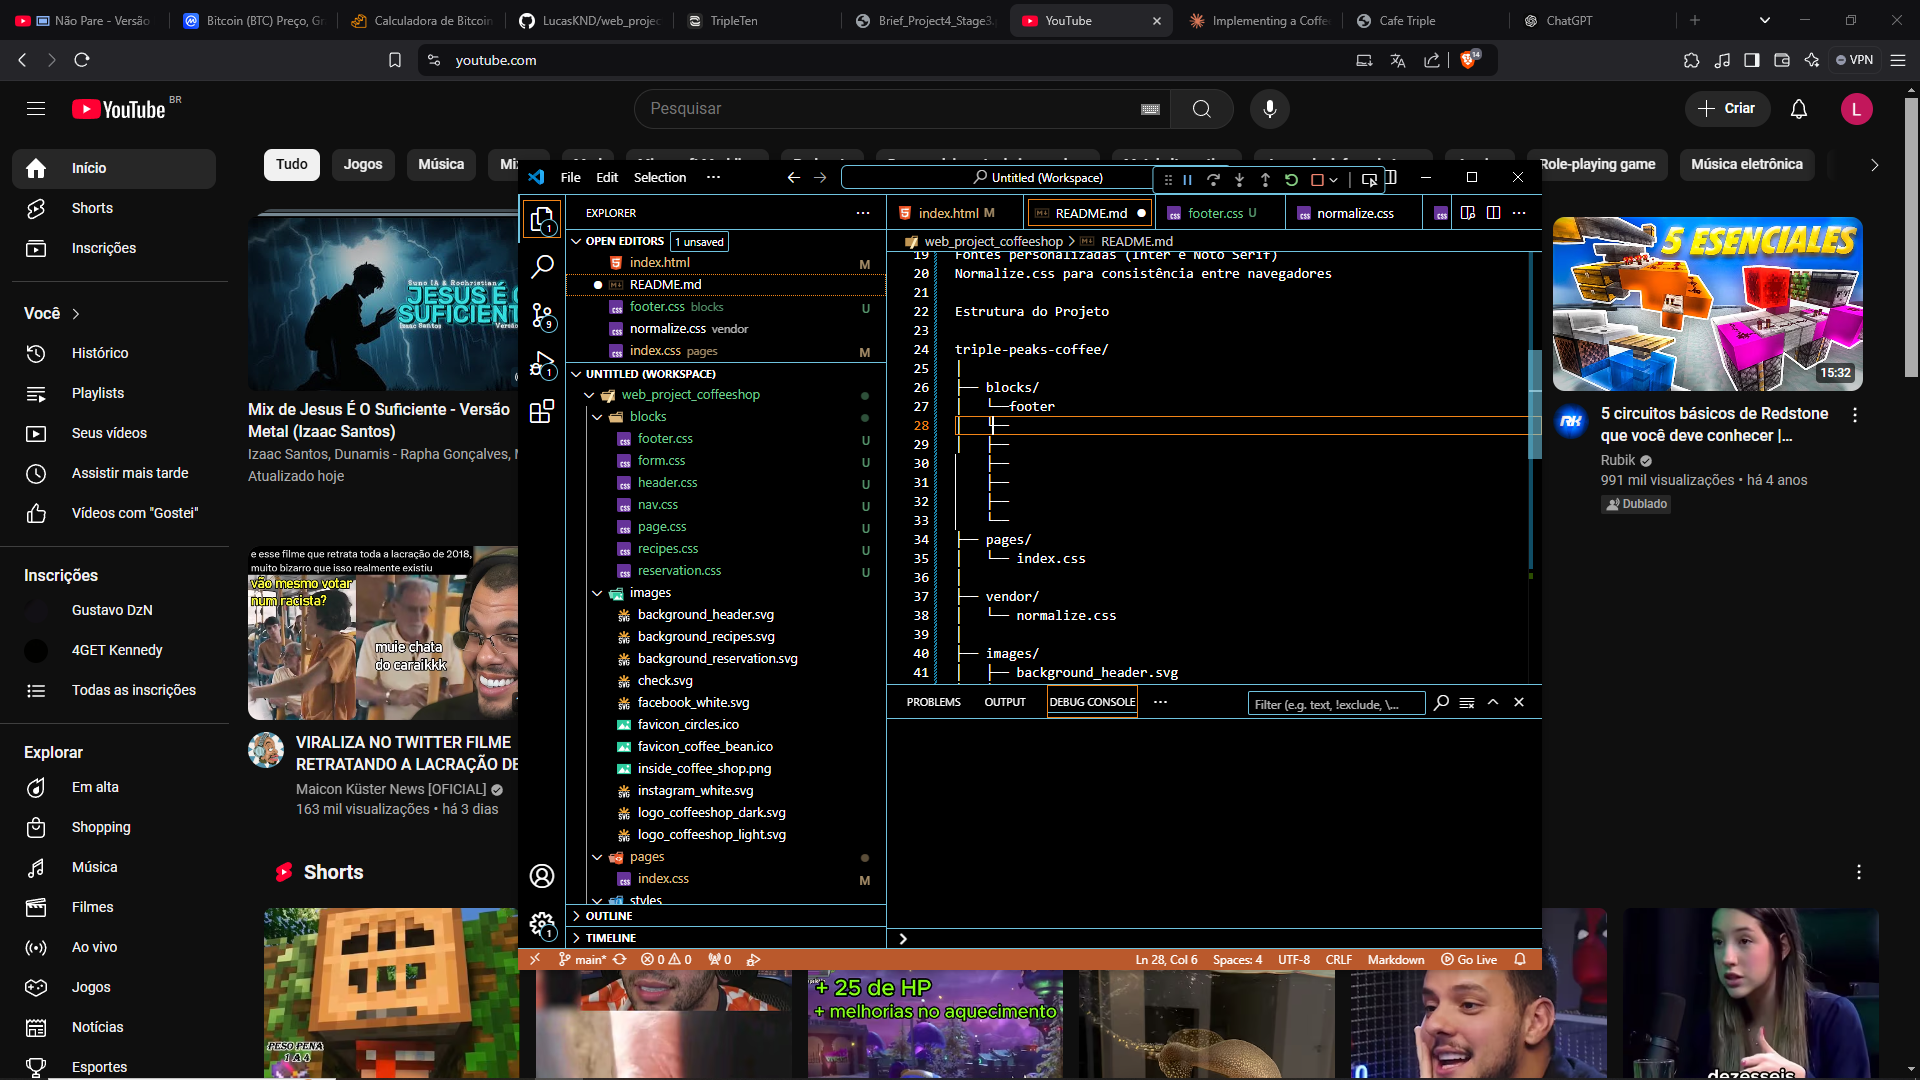 Não Pare - Versão
Bitcoin (BTC) Preço, Gr
Calculadora de Bitcoin
LucasKND/web_projec
TripleTen
Brief_Project4_Stage3.
YouTube
Implementing a Coffe
Cafe Triple
ChatGPT
youtube.com
14
VPN
YouTube BR
Pesquisar
Criar
L
Início
Shorts
Inscrições
Você
Histórico
Playlists
Seus vídeos
Assistir mais tarde
Vídeos com "Gostei"
Inscrições
Gustavo DzN
4GET Kennedy
Todas as inscrições
Explorar
Em alta
Shopping
Música
Filmes
Ao vivo
Jogos
Notícias
Esportes
Tudo
Jogos
Música
Role-playing game
Música eletrônica
Suno IA & Rochristian
JESUS É O
SUFICIENT
Izaac Santos
Mix de Jesus É O Suficiente - Versão
Metal (Izaac Santos)
Izaac Santos, Dunamis - Rapha Gonçalves, M
Atualizado hoje
e esse filme que retrata toda a lacração de 2018,
muito bizarro que isso realmente existiu
vão mesmo votar
num racista?
muie chata
do caraikkk
VIRALIZA NO TWITTER FILME
RETRATANDO A LACRAÇÃO DE
Maicon Küster News [OFICIAL]
163 mil visualizações • há 3 dias
Shorts
PESO PENA
1 A 4
File Edit Selection ···
Untitled (Workspace)
EXPLORER
OPEN EDITORS 1 unsaved
index.html M
README.md
footer.css blocks U
normalize.css vendor
index.css pages M
UNTITLED (WORKSPACE)
web_project_coffeeshop
blocks
footer.css U
form.css U
header.css U
nav.css U
page.css U
recipes.css U
reservation.css U
images
background_header.svg
background_recipes.svg
background_reservation.svg
check.svg
facebook_white.svg
favicon_circles.ico
favicon_coffee_bean.ico
inside_coffee_shop.png
instagram_white.svg
logo_coffeeshop_dark.svg
logo_coffeeshop_light.svg
pages
index.css M
styles
OUTLINE
TIMELINE
index.html M
README.md
footer.css U
normalize.css
web_project_coffeeshop > README.md
19 Fontes personalizadas (Inter e Noto Serif)
20 Normalize.css para consistência entre navegadores
21
22 Estrutura do Projeto
23
24 triple-peaks-coffee/
25 │
26 ├── blocks/
27 │   └──footer
28 │   └──
29 │   ├──
30 │   ├──
31 │   ├──
32 │   ├──
33 │   └──
34 ├── pages/
35 │   └── index.css
36 │
37 ├── vendor/
38 │   └── normalize.css
39 │
40 ├── images/
41 │   ├── background_header.svg
PROBLEMS
OUTPUT
DEBUG CONSOLE
Filter (e.g. text, !exclude, \...
main*
0
0
0
Ln 28, Col 6
Spaces: 4
UTF-8
CRLF
Markdown
Go Live
5 ESENCIALES
15:32
RK
5 circuitos básicos de Redstone
que você deve conhecer |...
Rubik
991 mil visualizações • há 4 anos
Dublado
+ 25 de HP
+ melhorias no aquecimento
dezesseis